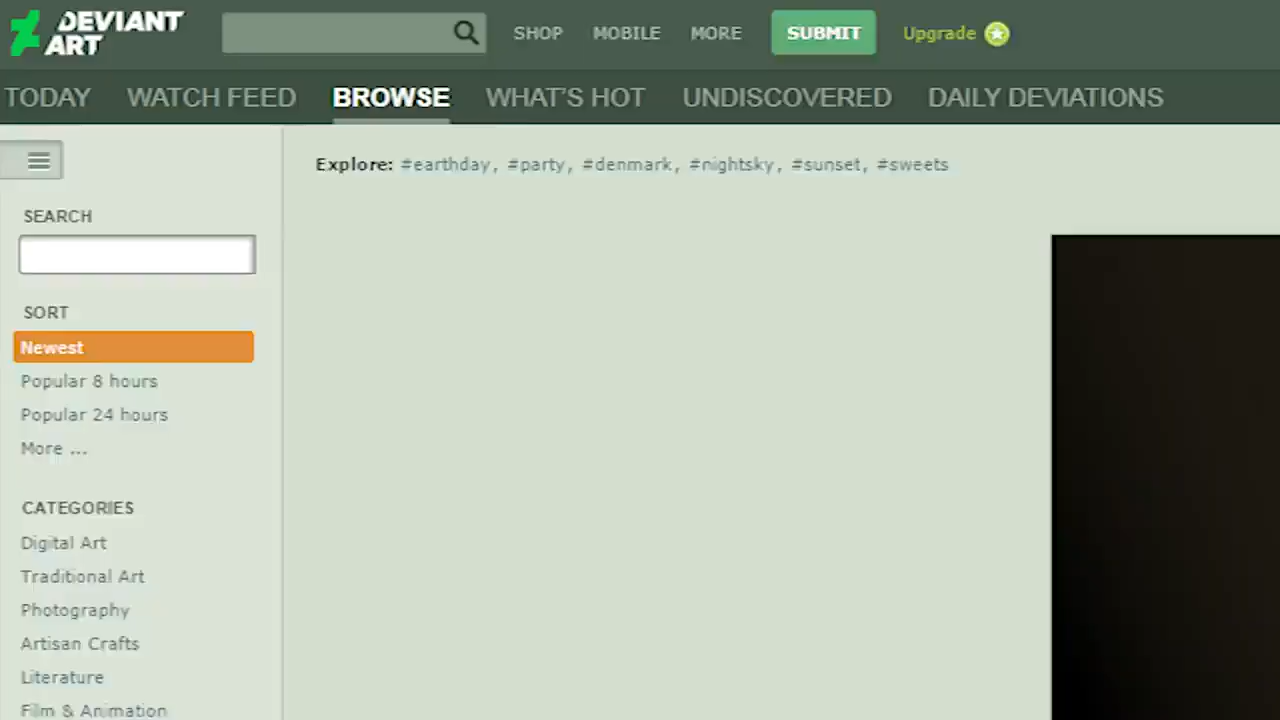 DEVIANT
ART
SHOP MOBILE MORE SUBMIT Upgrade
TODAY WATCH FEED BROWSE WHAT'S HOT UNDISCOVERED DAILY DEVIATIONS
Explore: #earthday, #party, #denmark, #nightsky, #sunset, #sweets
SEARCH
SORT
Newest
Popular 8 hours
Popular 24 hours
More ...
CATEGORIES
Digital Art
Traditional Art
Photography
Artisan Crafts
Literature
Film & Animation